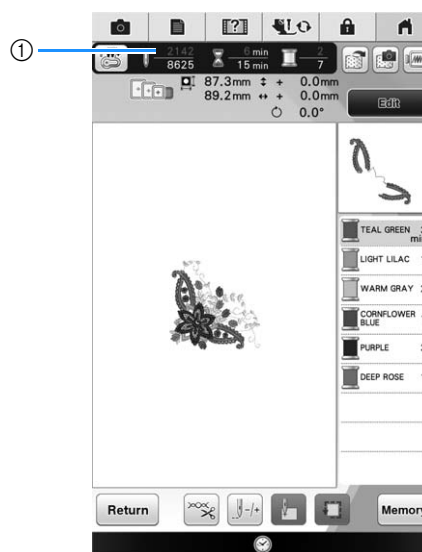 ①
2142 6 min 2
8625 15 min 7
87.3mm + 0.0mm
89.2mm + 0.0mm
0.0°
Edit
TEAL GREEN
LIGHT LILAC
WARM GRAY
CORNFLOWER
BLUE
PURPLE
DEEP ROSE
Return
-/+
Memory